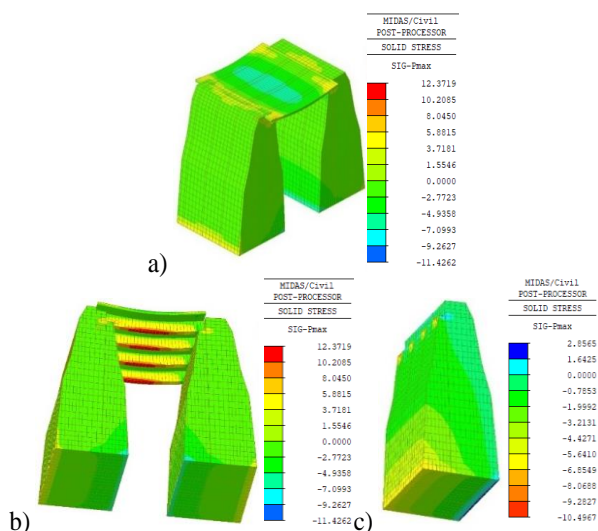 MIDAS/Civil
POST-PROCESSOR
SOLID STRESS
SIG-Pmax
12.3719
10.2085
8.0450
5.8815
3.7181
1.5546
0.0000
-2.7723
-4.9358
-7.0993
-9.2627
-11.4262
a)
MIDAS/Civil
POST-PROCESSOR
SOLID STRESS
SIG-Pmax
12.3719
10.2085
8.0450
5.8815
3.7181
1.5546
0.0000
-2.7723
-4.9358
-7.0993
-9.2627
-11.4262
b)
MIDAS/Civil
POST-PROCESSOR
SOLID STRESS
SIG-Pmax
2.8565
1.6425
0.0000
-0.7853
-1.9992
-3.2131
-4.4271
-5.6410
-6.8549
-8.0688
-9.2827
-10.4967
c)